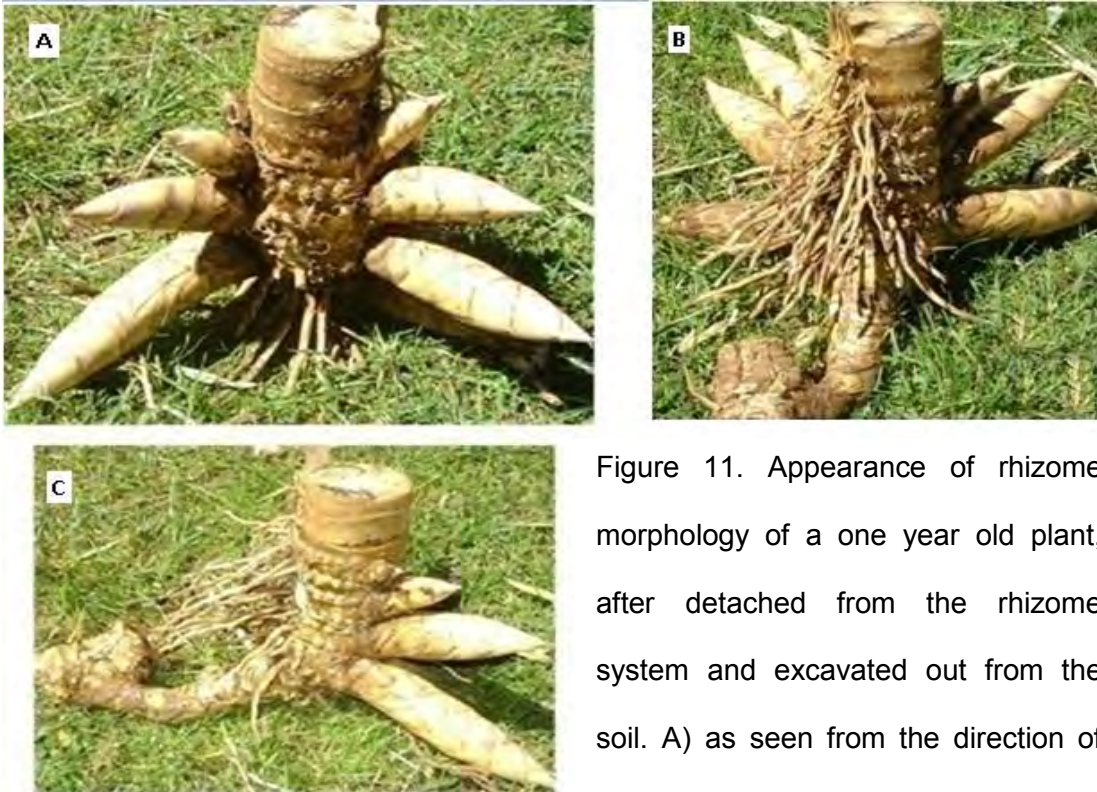 A
B
C
Figure 11. Appearance of rhizome
morphology of a one year old plant,
after detached from the rhizome
system and excavated out from the
soil. A) as seen from the direction of